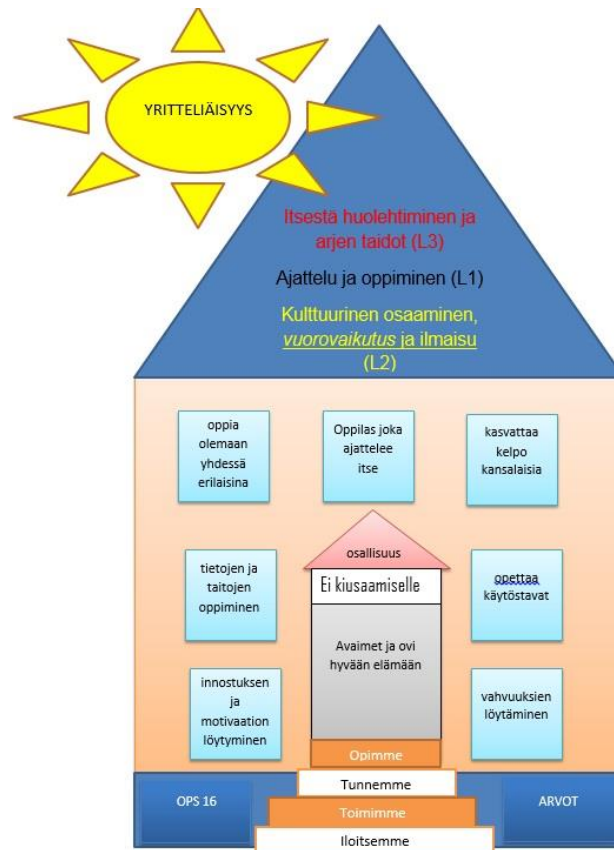 YRITTELIÄISYYS
Itsestä huolehtiminen ja
arjen taidot (L3)
Ajattelu ja oppiminen (L1)
Kulttuurinen osaaminen,
vuorovaikutus ja ilmaisu
(L2)
oppia
olemaan
yhdessä
erilaisina
Oppilas joka
ajattelee
itse
kasvattaa
kelpo
kansalaisia
osallisuus
Ei kiusaamiselle
tietojen ja
taitojen
oppiminen
opettaa
käytöstavat
Avaimet ja ovi
hyvään elämään
innostuksen
ja
motivaation
löytyminen
vahvuuksien
löytäminen
Opimme
Tunnemme
OPS 16
Toimimme
ARVOT
Iloitsemme